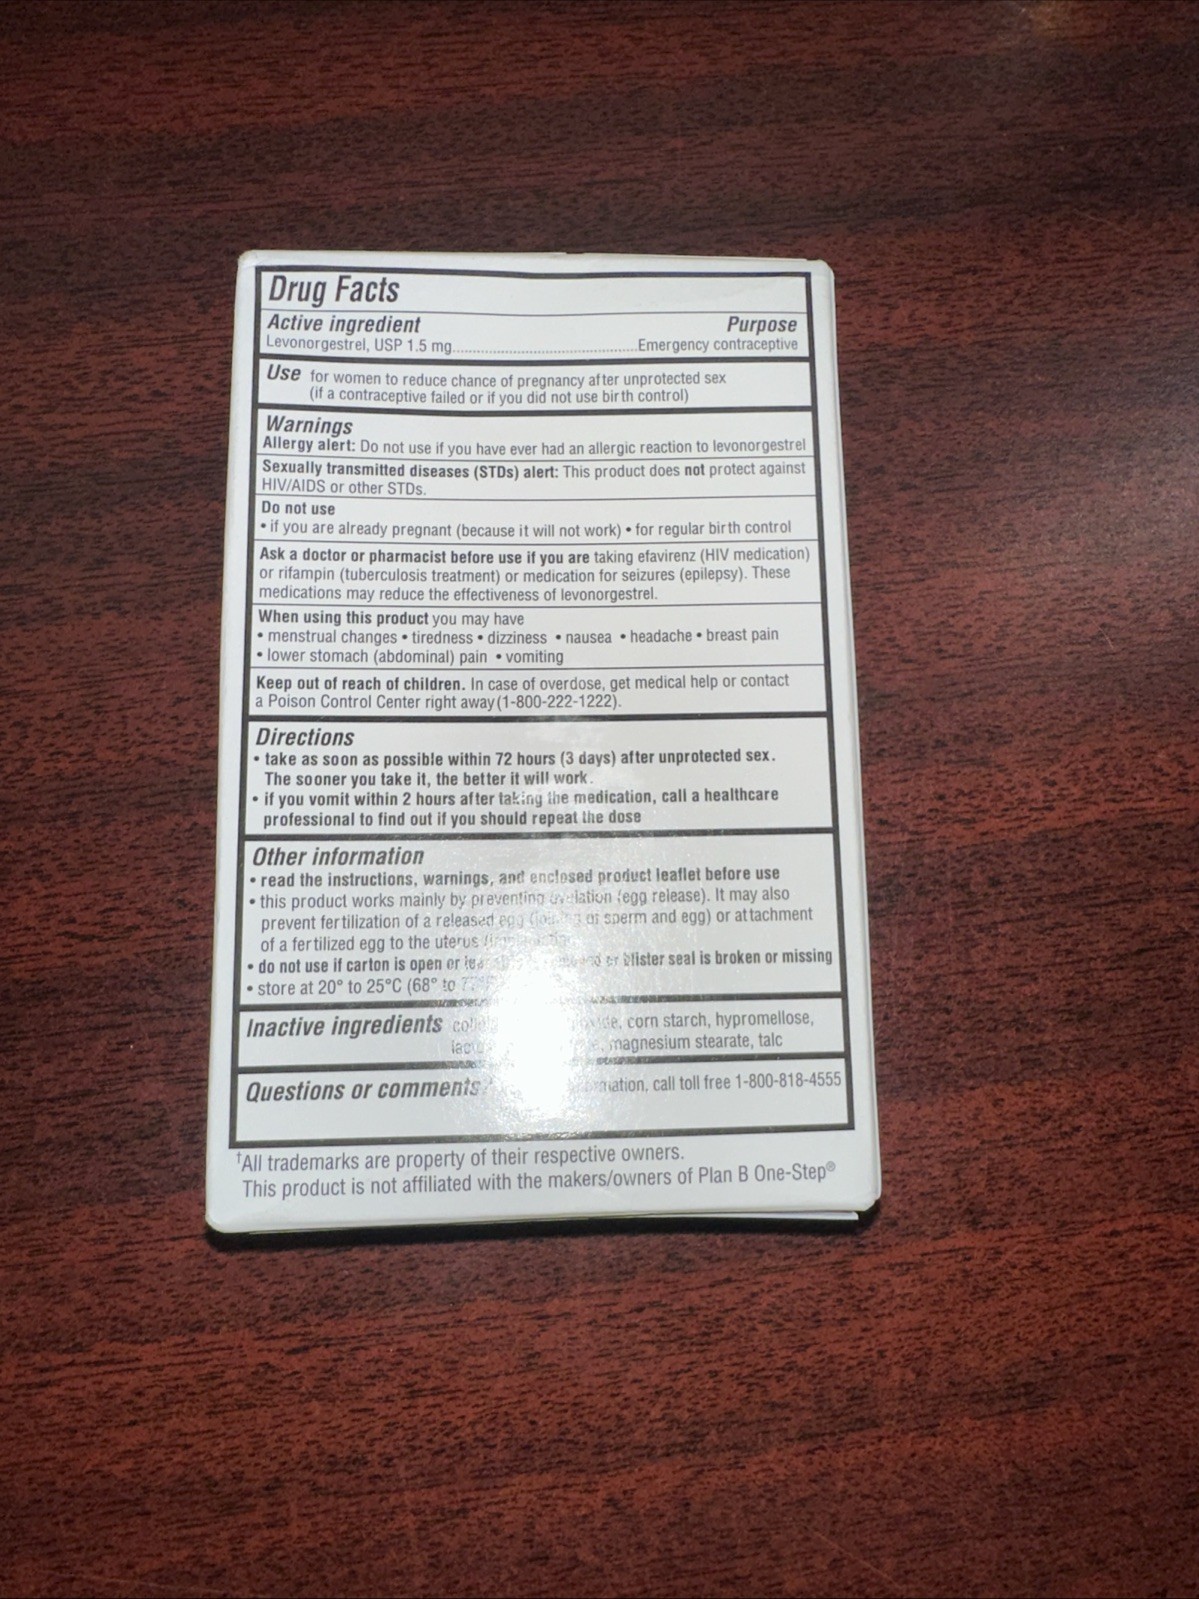 Drug Facts
Active ingredient Purpose
Levonorgestrel, USP 1.5 mg................................................Emergency contraceptive
Use for women to reduce chance of pregnancy after unprotected sex
(if a contraceptive failed or if you did not use birth control)
Warnings
Allergy alert: Do not use if you have ever had an allergic reaction to levonorgestrel
Sexually transmitted diseases (STDs) alert: This product does not protect against
HIV/AIDS or other STDs.
Do not use
• if you are already pregnant (because it will not work) • for regular birth control
Ask a doctor or pharmacist before use if you are taking efavirenz (HIV medication)
or rifampin (tuberculosis treatment) or medication for seizures (epilepsy). These
medications may reduce the effectiveness of levonorgestrel.
When using this product you may have
• menstrual changes • tiredness • dizziness • nausea • headache • breast pain
• lower stomach (abdominal) pain • vomiting
Keep out of reach of children. In case of overdose, get medical help or contact
a Poison Control Center right away (1-800-222-1222).
Directions
• take as soon as possible within 72 hours (3 days) after unprotected sex.
The sooner you take it, the better it will work.
• if you vomit within 2 hours after taking the medication, call a healthcare
professional to find out if you should repeat the dose
Other information
• read the instructions, warnings, and enclosed product leaflet before use
• this product works mainly by preventing ovulation (egg release). It may also
prevent fertilization of a released egg (joining of sperm and egg) or attachment
of a fertilized egg to the uterus
• do not use if carton is open or or blister seal is broken or missing
• store at 20° to 25°C (68° to
Inactive ingredients corn starch, hypromellose,
magnesium stearate, talc
Questions or comments? call toll free 1-800-818-4555
†All trademarks are property of their respective owners.
This product is not affiliated with the makers/owners of Plan B One-Step®